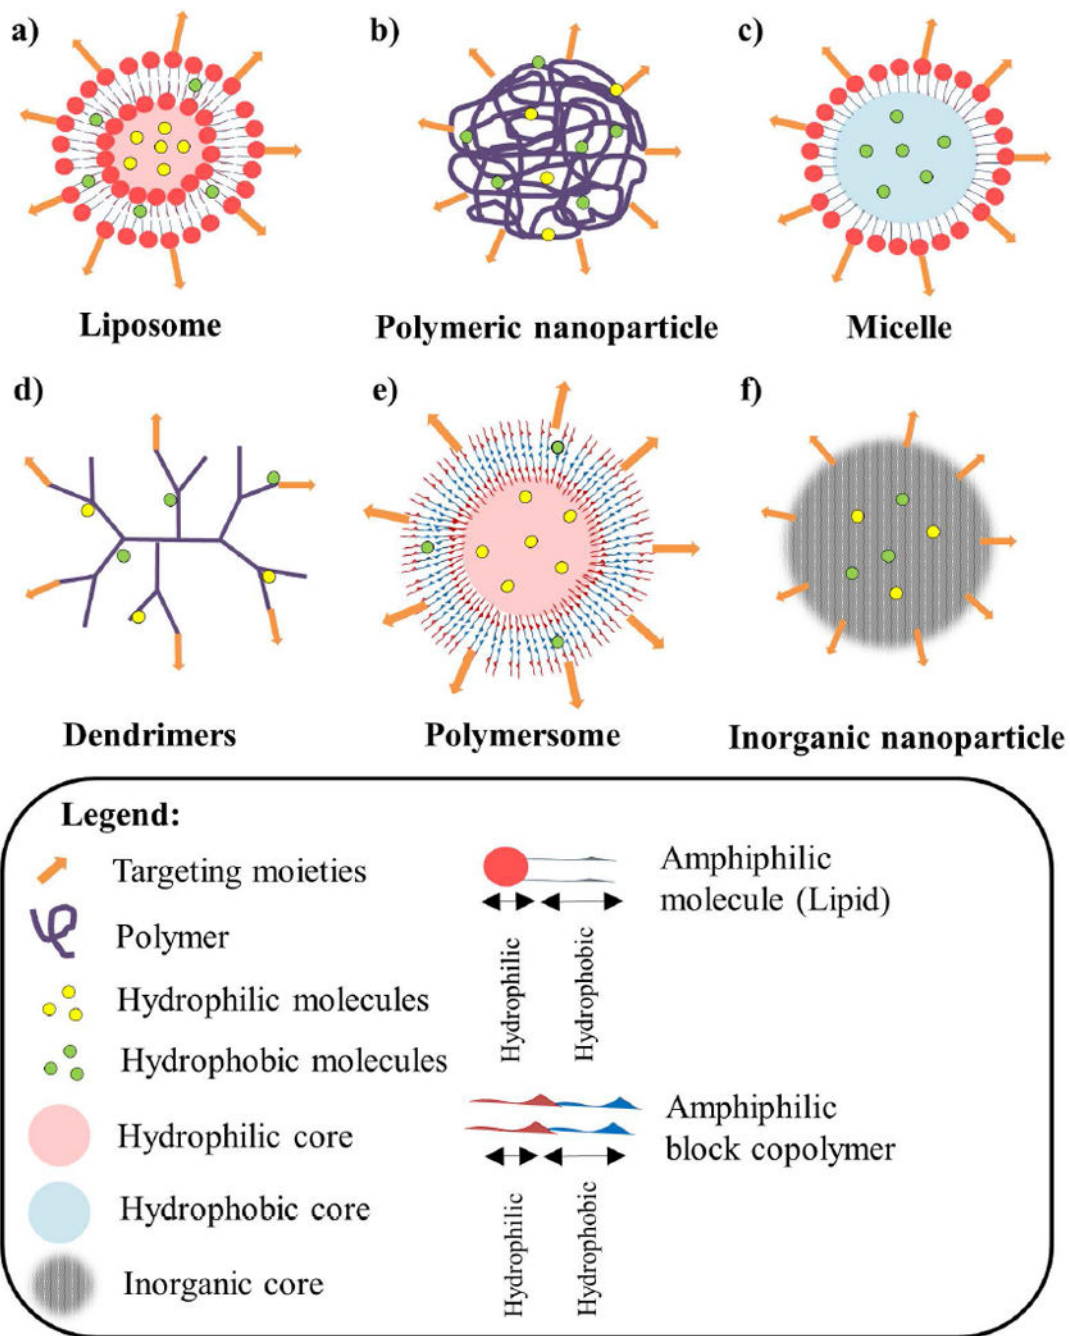 a)
b)
c)
Liposome
Polymeric nanoparticle
Micelle
d)
e)
f)
Dendrimers
Polymersome
Inorganic nanoparticle
Legend:
Targeting moieties
Polymer
Hydrophilic molecules
Hydrophobic molecules
Hydrophilic core
Hydrophobic core
Inorganic core
Amphiphilic
molecule (Lipid)
Hydrophilic
Hydrophobic
Amphiphilic
block copolymer
Hydrophilic
Hydrophobic